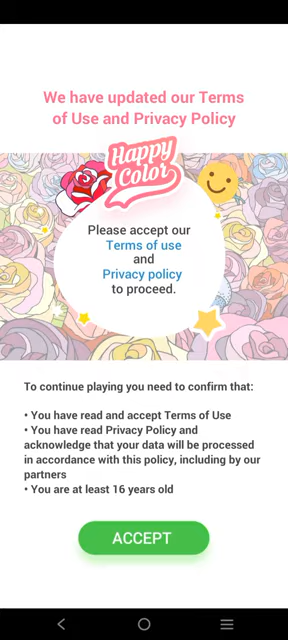 We have updated our Terms
of Use and Privacy Policy
Happy
Color
Please accept our
Terms of use
and
Privacy policy
to proceed.
To continue playing you need to confirm that:
• You have read and accept Terms of Use
• You have read Privacy Policy and
acknowledge that your data will be processed
in accordance with this policy, including by our
partners
• You are at least 16 years old
ACCEPT